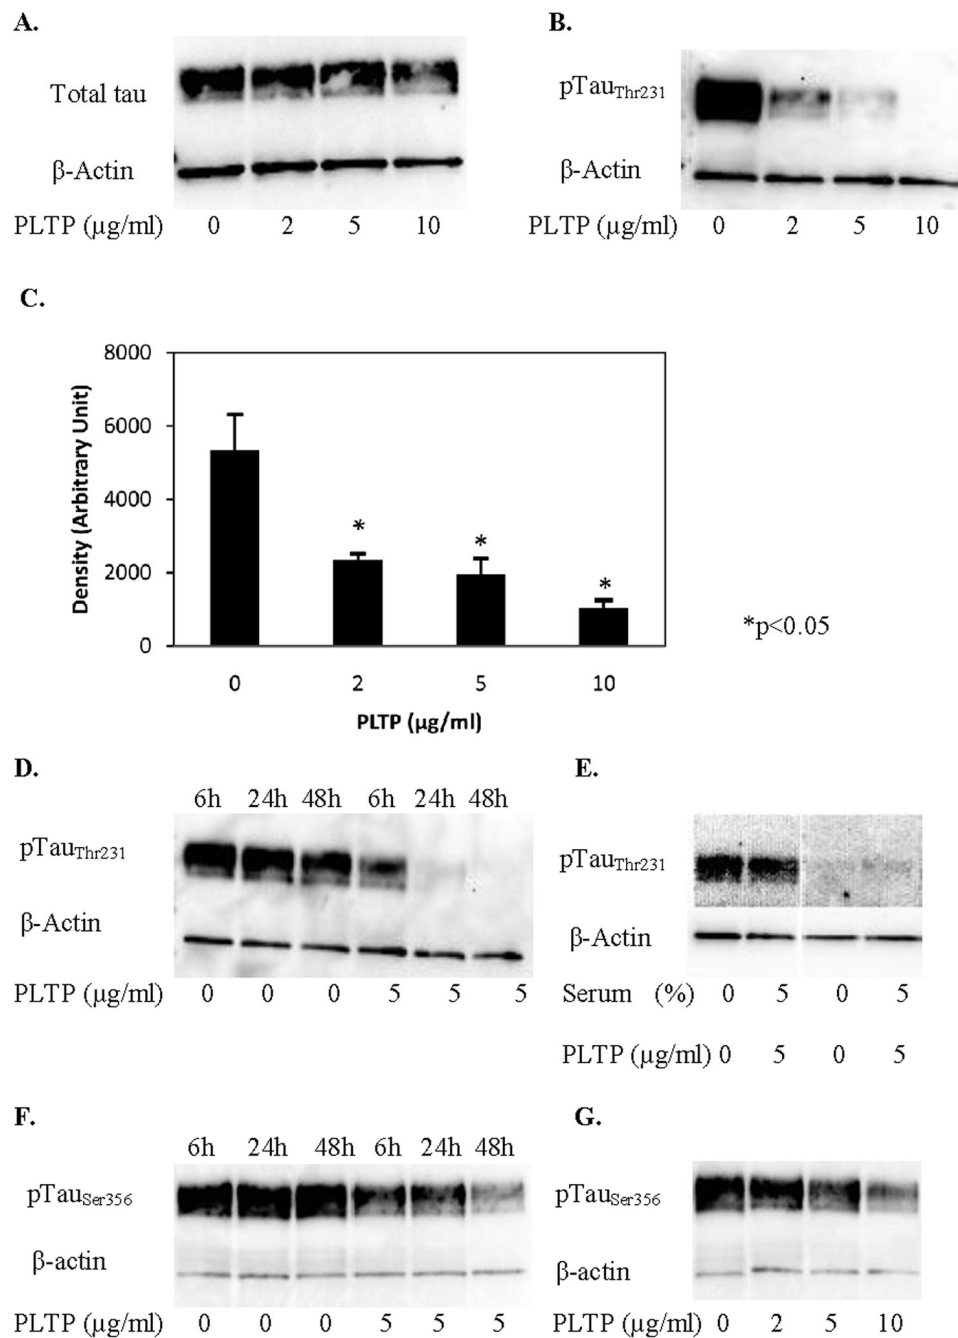 A.
Total tau
β-Actin
PLTP (µg/ml) 0 2 5 10
B.
pTauThr231
β-Actin
PLTP (µg/ml) 0 2 5 10
C.
8000
6000
4000
2000
0
Density (Arbitrary Unit)
* * *
0 2 5 10
PLTP (µg/ml)
*p<0.05
D.
6h 24h 48h 6h 24h 48h
pTauThr231
β-Actin
PLTP (µg/ml) 0 0 0 5 5 5
E.
pTauThr231
β-Actin
Serum (%) 0 5 0 5
PLTP (µg/ml) 0 5 0 5
F.
6h 24h 48h 6h 24h 48h
pTauSer356
β-actin
PLTP (µg/ml) 0 0 0 5 5 5
G.
pTauSer356
β-actin
PLTP (µg/ml) 0 2 5 10